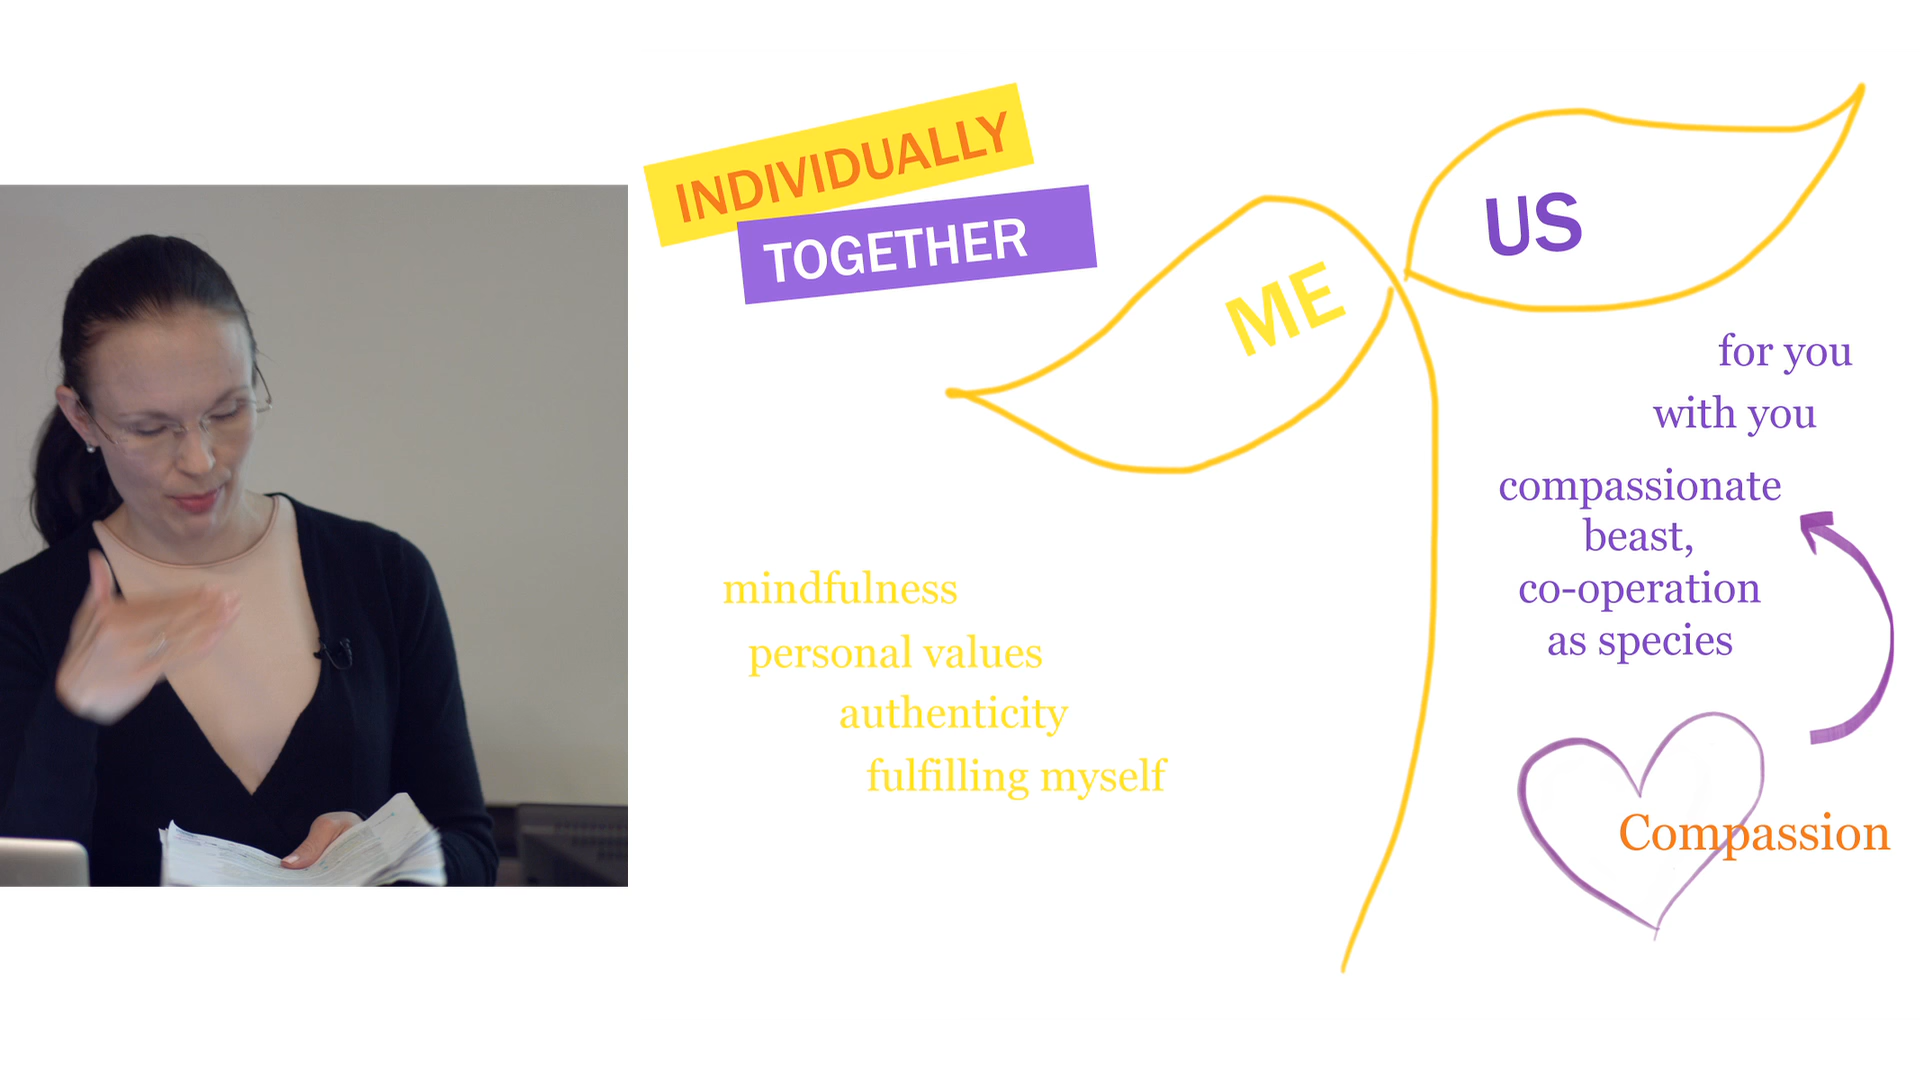 INDIVIDUALLY
TOGETHER
ME
US
for you
with you
compassionate
beast,
co-operation
as species
mindfulness
personal values
authenticity
fulfilling myself
Compassion